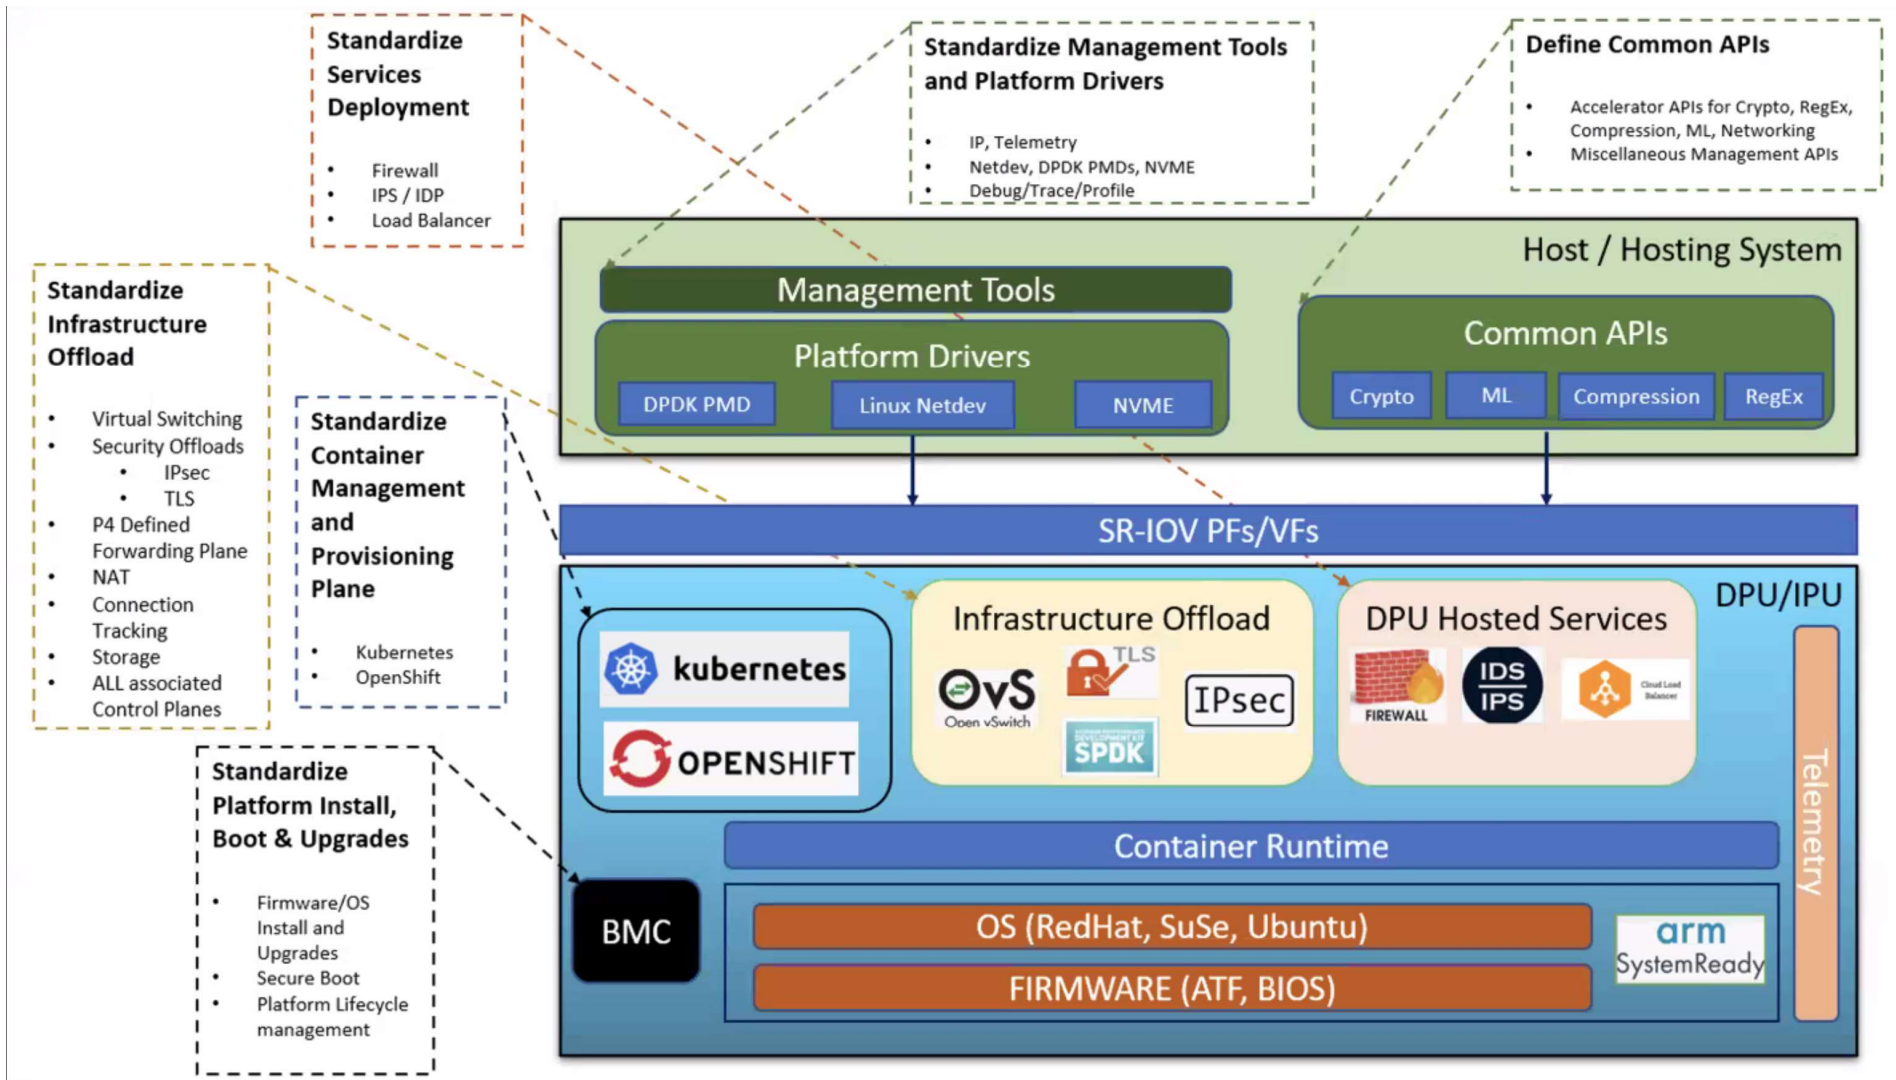 Standardize
Services
Deployment
• Firewall
• IPS / IDP
• Load Balancer
Standardize Management Tools
and Platform Drivers
• IP, Telemetry
• Netdev, DPDK PMDs, NVME
• Debug/Trace/Profile
Define Common APIs
• Accelerator APIs for Crypto, RegEx,
Compression, ML, Networking
• Miscellaneous Management APIs
Standardize
Infrastructure
Offload
• Virtual Switching
• Security Offloads
• IPsec
• TLS
• P4 Defined
Forwarding Plane
• NAT
• Connection
Tracking
• Storage
• ALL associated
Control Planes
Standardize
Container
Management
and
Provisioning
Plane
• Kubernetes
• OpenShift
Standardize
Platform Install,
Boot & Upgrades
• Firmware/OS
Install and
Upgrades
• Secure Boot
• Platform Lifecycle
management
Host / Hosting System
Management Tools
Platform Drivers
DPDK PMD
Linux Netdev
NVME
Common APIs
Crypto
ML
Compression
RegEx
SR-IOV PFs/VFs
DPU/IPU
kubernetes
OPENSHIFT
Infrastructure Offload
OvS
Open vSwitch
TLS
DEVELOPMENT KIT
SPDK
IPsec
DPU Hosted Services
FIREWALL
IDS
IPS
Cloud Load
Balancer
Telemetry
Container Runtime
BMC
OS (RedHat, SuSe, Ubuntu)
FIRMWARE (ATF, BIOS)
arm
SystemReady